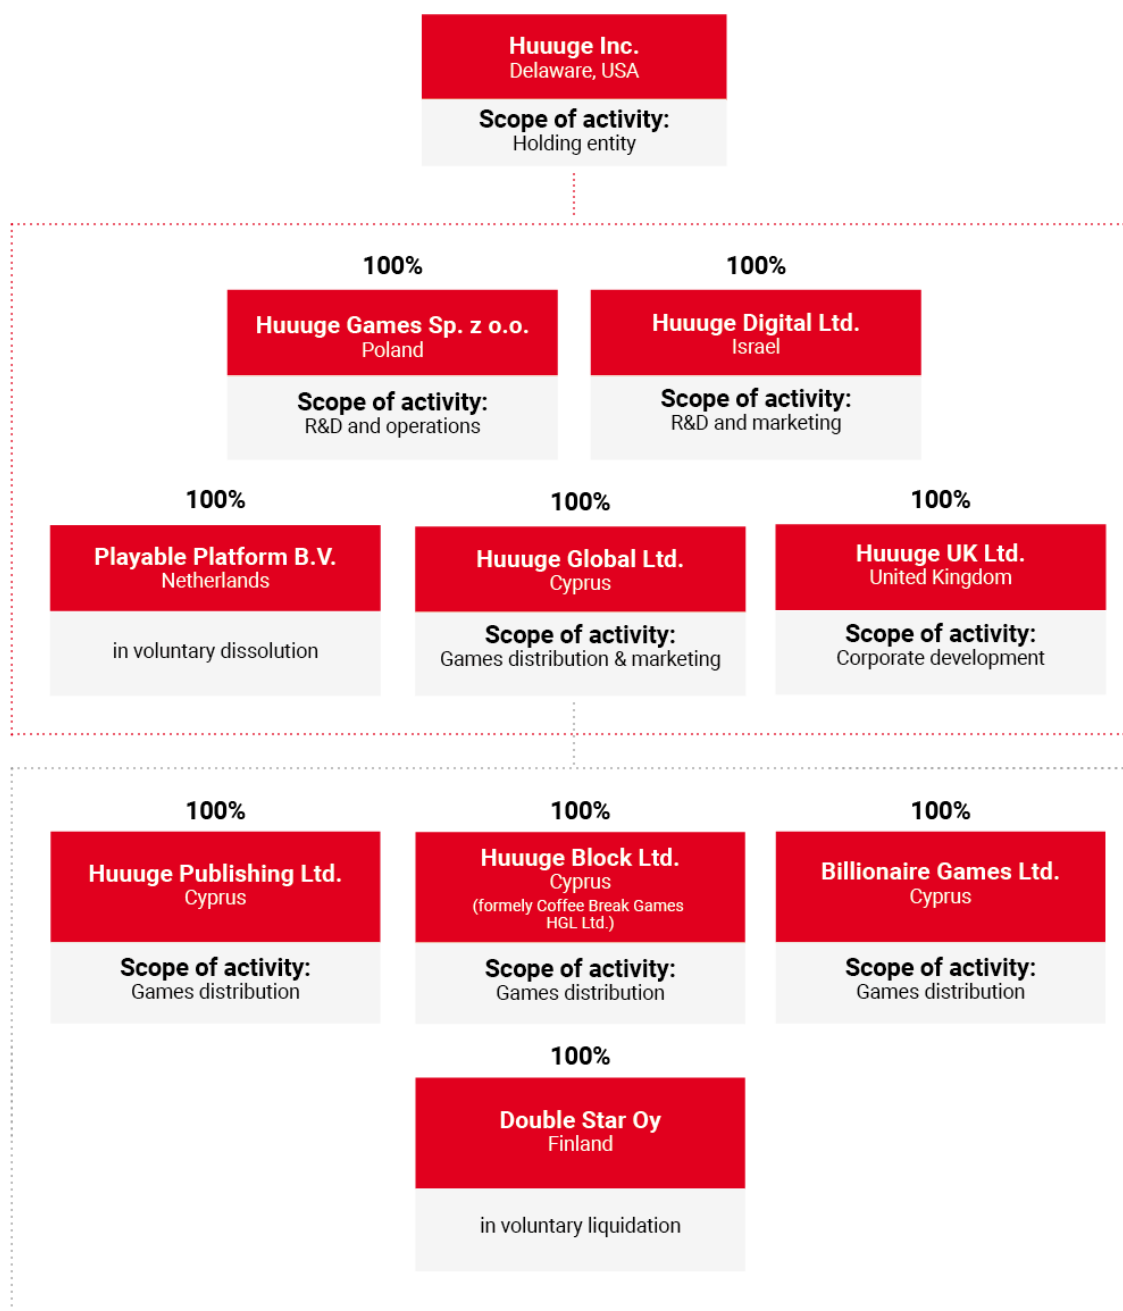 Huuuge Inc.
Delaware, USA
Scope of activity:
Holding entity
100%
100%
Huuuge Games Sp. z o.o.
Poland
Huuuge Digital Ltd.
Israel
Scope of activity:
R&D and operations
Scope of activity:
R&D and marketing
100%
100%
100%
Playable Platform B.V.
Netherlands
Huuuge Global Ltd.
Cyprus
Huuuge UK Ltd.
United Kingdom
in voluntary dissolution
Scope of activity:
Games distribution & marketing
Scope of activity:
Corporate development
100%
100%
100%
Huuuge Publishing Ltd.
Cyprus
Huuuge Block Ltd.
Cyprus
(formely Coffee Break Games
HGL Ltd.)
Billionaire Games Ltd.
Cyprus
Scope of activity:
Games distribution
Scope of activity:
Games distribution
Scope of activity:
Games distribution
100%
Double Star Oy
Finland
in voluntary liquidation